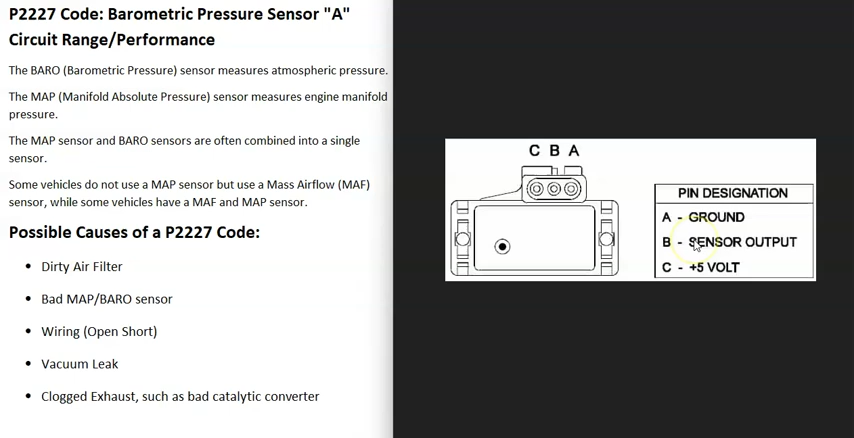 P2227 Code: Barometric Pressure Sensor "A"
Circuit Range/Performance
The BARO (Barometric Pressure) sensor measures atmospheric pressure.
The MAP (Manifold Absolute Pressure) sensor measures engine manifold
pressure.
The MAP sensor and BARO sensors are often combined into a single
sensor.
Some vehicles do not use a MAP sensor but use a Mass Airflow (MAF)
sensor, while some vehicles have a MAF and MAP sensor.
Possible Causes of a P2227 Code:
• Dirty Air Filter
• Bad MAP/BARO sensor
• Wiring (Open Short)
• Vacuum Leak
• Clogged Exhaust, such as bad catalytic converter
C B A
PIN DESIGNATION
A - GROUND
B - SENSOR OUTPUT
C - +5 VOLT